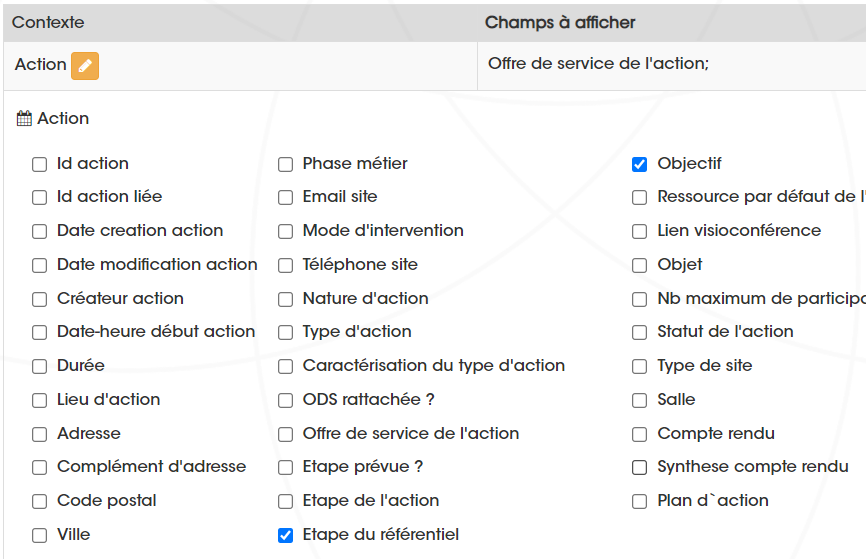 Contexte Champs à afficher
Action Offre de service de l'action;
Action
Id action Phase métier Objectif
Id action liée Email site Ressource par défaut de l'
Date creation action Mode d'intervention Lien visioconférence
Date modification action Téléphone site Objet
Créateur action Nature d'action Nb maximum de participa
Date-heure début action Type d'action Statut de l'action
Durée Caractérisation du type d'action Type de site
Lieu d'action ODS rattachée ? Salle
Adresse Offre de service de l'action Compte rendu
Complément d'adresse Etape prévue ? Synthese compte rendu
Code postal Etape de l'action Plan d`action
Ville Etape du référentiel